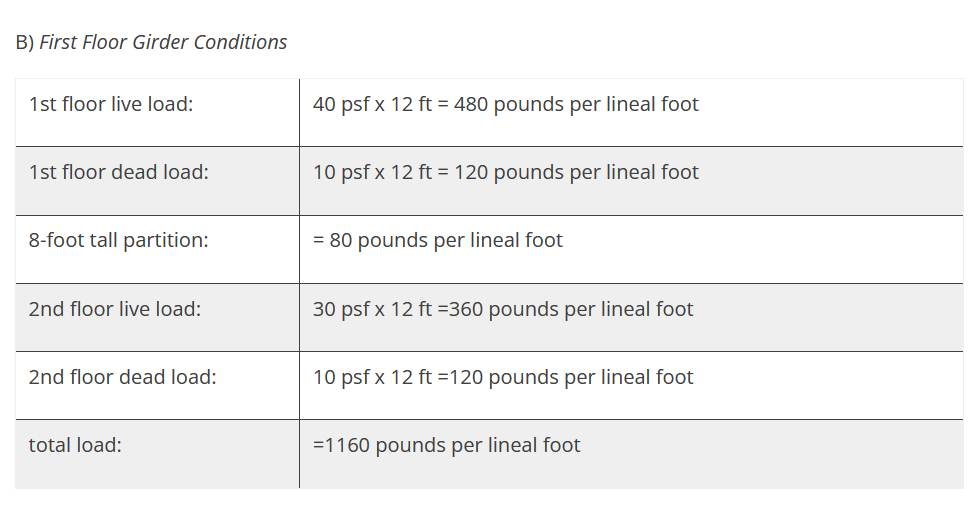 B) First Floor Girder Conditions
1st floor live load: 40 psf x 12 ft = 480 pounds per lineal foot
1st floor dead load: 10 psf x 12 ft = 120 pounds per lineal foot
8-foot tall partition: = 80 pounds per lineal foot
2nd floor live load: 30 psf x 12 ft =360 pounds per lineal foot
2nd floor dead load: 10 psf x 12 ft =120 pounds per lineal foot
total load: =1160 pounds per lineal foot